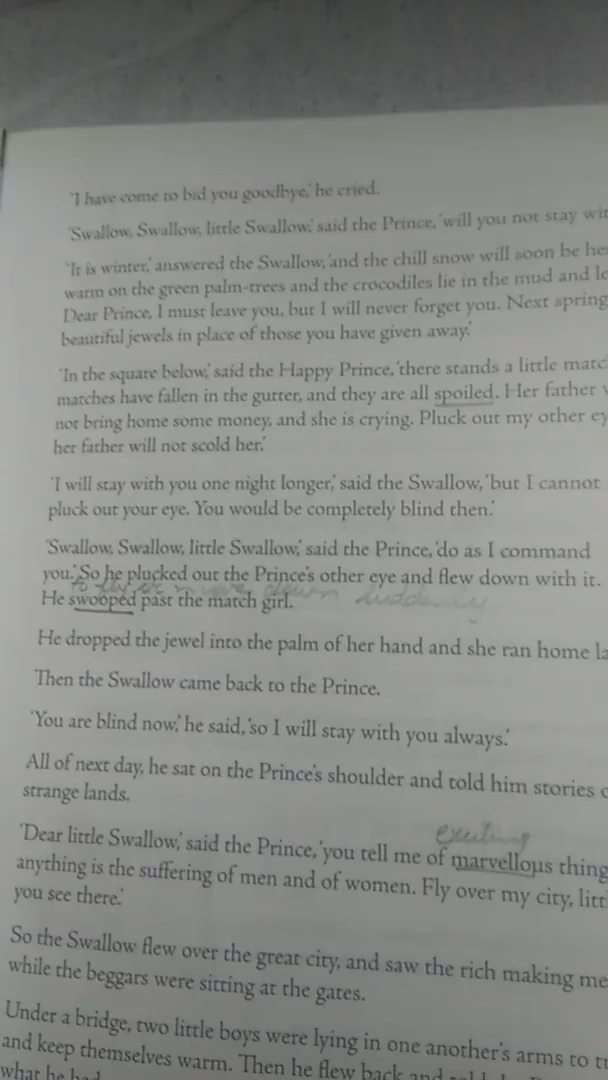 'I have come to bid you goodbye,' he cried.
'Swallow, Swallow, little Swallow,' said the Prince, 'will you not stay
'It is winter,' answered the Swallow, 'and the chill snow will soon be
warm on the green palm-trees and the crocodiles lie in the mud and
Dear Prince, I must leave you, but I will never forget you. Next spring
beautiful jewels in place of those you have given away.'
'In the square below,' said the Happy Prince, 'there stands a little
matches have fallen in the gutter, and they are all spoiled. Her father
not bring home some money, and she is crying. Pluck out my other
her father will not scold her.'
'I will stay with you one night longer,' said the Swallow, 'but I cannot
pluck out your eye. You would be completely blind then.'
'Swallow, Swallow, little Swallow,' said the Prince, 'do as I command
you.' So he plucked out the Prince's other eye and flew down with it.
to fly or move down suddenly
He swooped past the match girl.
He dropped the jewel into the palm of her hand and she ran home
Then the Swallow came back to the Prince.
'You are blind now,' he said, 'so I will stay with you always.'
All of next day, he sat on the Prince's shoulder and told him stories
strange lands.
exciting
'Dear little Swallow,' said the Prince, 'you tell me of marvellous
anything is the suffering of men and of women. Fly over my city,
you see there.'
So the Swallow flew over the great city, and saw the rich making
while the beggars were sitting at the gates.
Under a bridge, two little boys were lying in one another's arms to
and keep themselves warm. Then he flew back and
what he